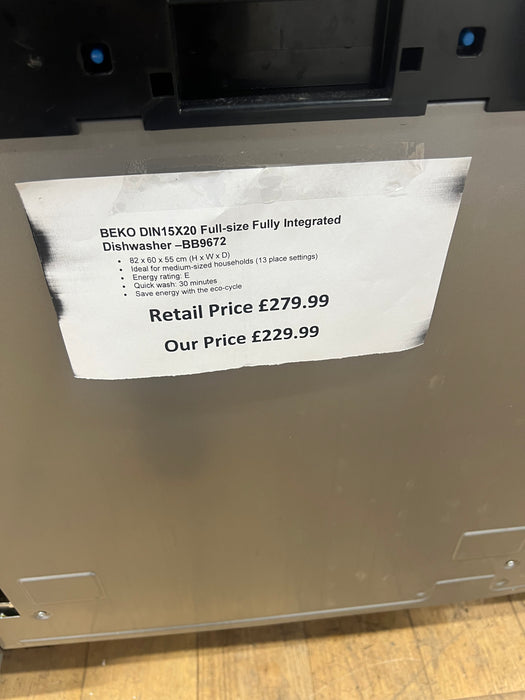 BEKO DIN15X20 Full-size Fully Integrated
Dishwasher –BB9672
• 82 x 60 x 55 cm (H x W x D)
• Ideal for medium-sized households (13 place settings)
• Energy rating: E
• Quick wash: 30 minutes
• Save energy with the eco-cycle
Retail Price £279.99
Our Price £229.99